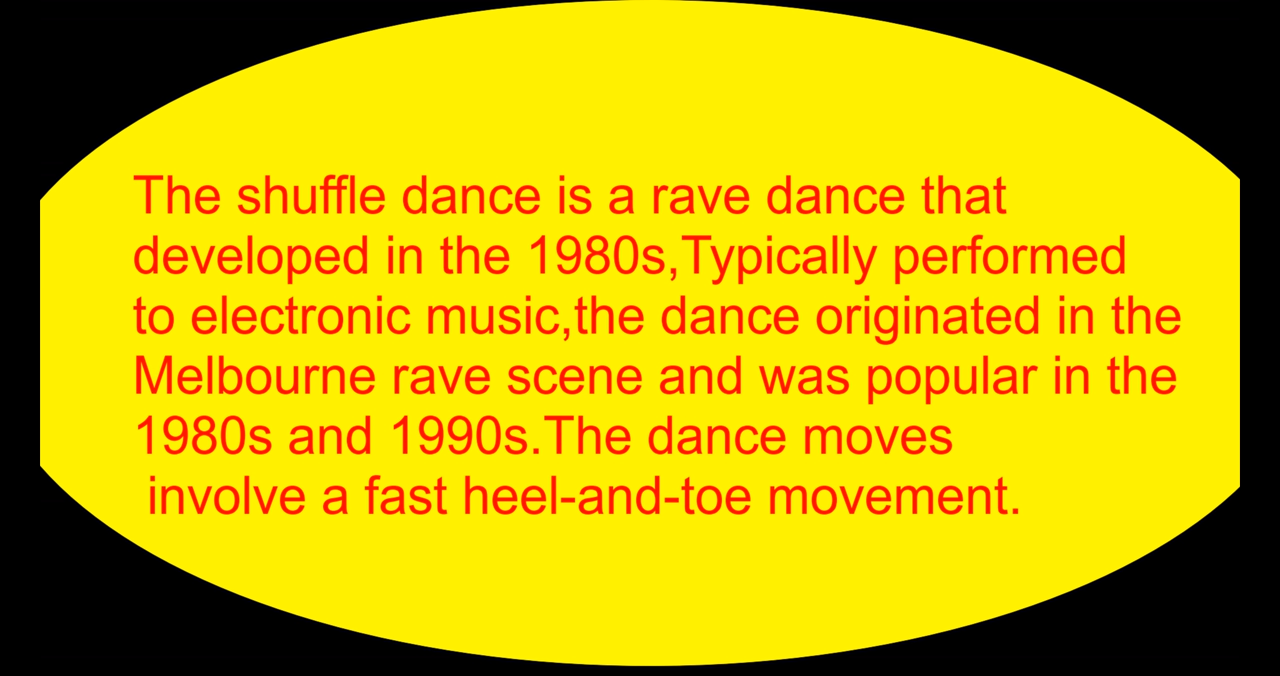 The shuffle dance is a rave dance that
developed in the 1980s,Typically performed
to electronic music,the dance originated in the
Melbourne rave scene and was popular in the
1980s and 1990s.The dance moves
involve a fast heel-and-toe movement.